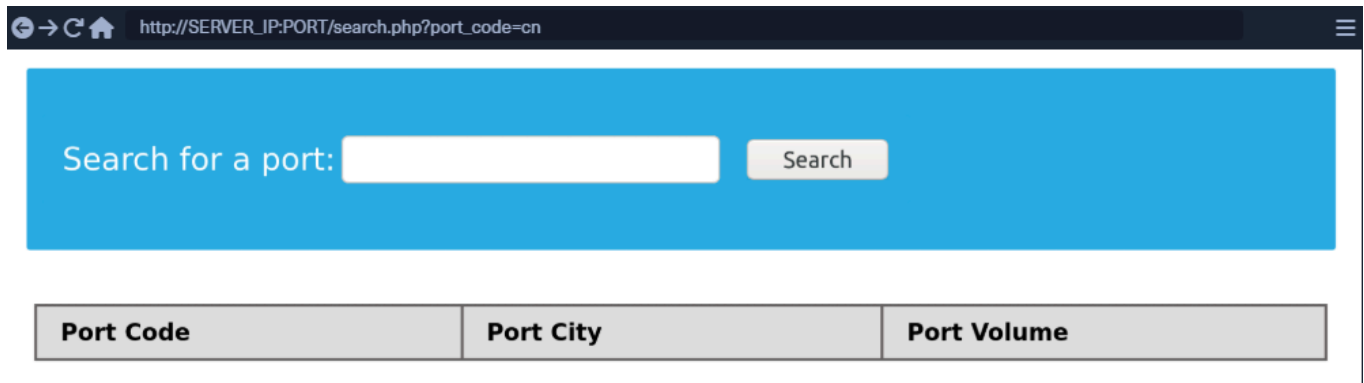 http://SERVER_IP:PORT/search.php?port_code=cn
Search for a port: Search
Port Code Port City Port Volume